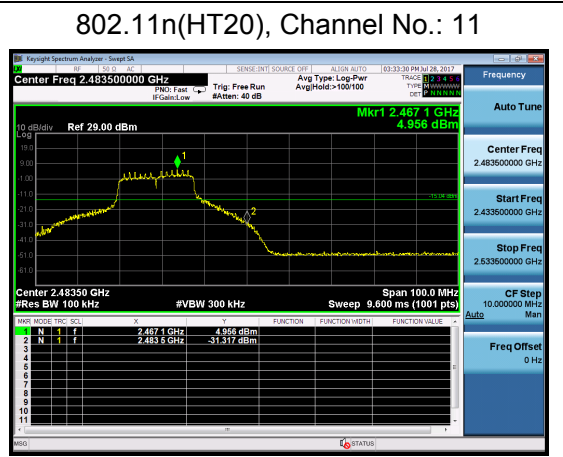 802.11n(HT20), Channel No.: 11
Keysight Spectrum Analyzer - Swept SA
RF 50 Ω AC SENSE:INT SOURCE OFF ALIGN AUTO 03:33:30 PM Jul 28, 2017
Center Freq 2.483500000 GHz
PNO: Fast
IFGain:Low
Trig: Free Run
#Atten: 40 dB
Avg Type: Log-Pwr
Avg|Hold:>100/100
TRACE 1 2 3 4 5 6
TYPE MWWWWW
DET P NNNNN
Mkr1 2.467 1 GHz
4.956 dBm
10 dB/div Ref 29.00 dBm
Log
19.0
9.00
-1.00
-11.0
-21.0
-31.0
-41.0
-51.0
-61.0
1
2
-15.04 dBm
Center 2.48350 GHz Span 100.0 MHz
#Res BW 100 kHz #VBW 300 kHz Sweep 9.600 ms (1001 pts)
MKR MODE TRC SCL X Y FUNCTION FUNCTION WIDTH FUNCTION VALUE
1 N 1 f 2.467 1 GHz 4.956 dBm
2 N 1 f 2.483 5 GHz -31.317 dBm
3
4
5
6
7
8
9
10
11
MSG STATUS
Frequency
Auto Tune
Center Freq
2.483500000 GHz
Start Freq
2.433500000 GHz
Stop Freq
2.533500000 GHz
CF Step
10.000000 MHz
Auto Man
Freq Offset
0 Hz